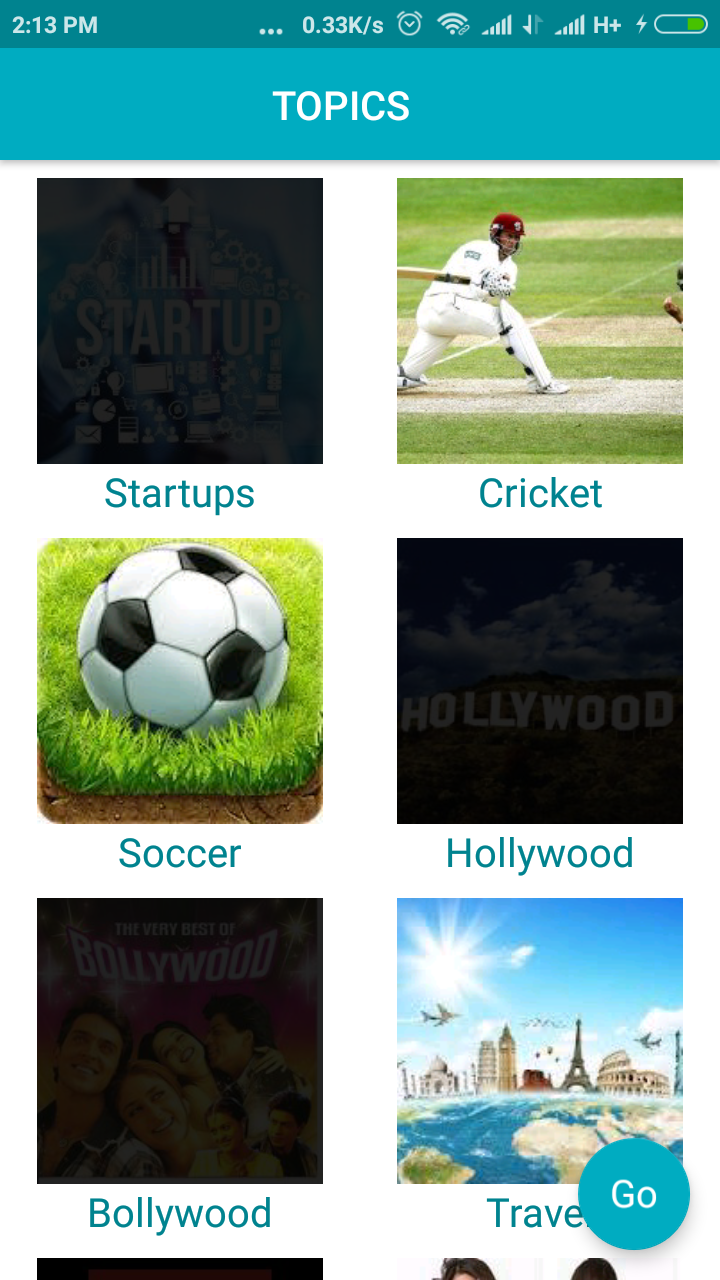 2:13 PM ... 0.33K/s H+
TOPICS
STARTUP
Startups
Cricket
Soccer
HOLLYWOOD
Hollywood
THE VERY BEST OF
BOLLYWOOD
Bollywood
Trave
Go